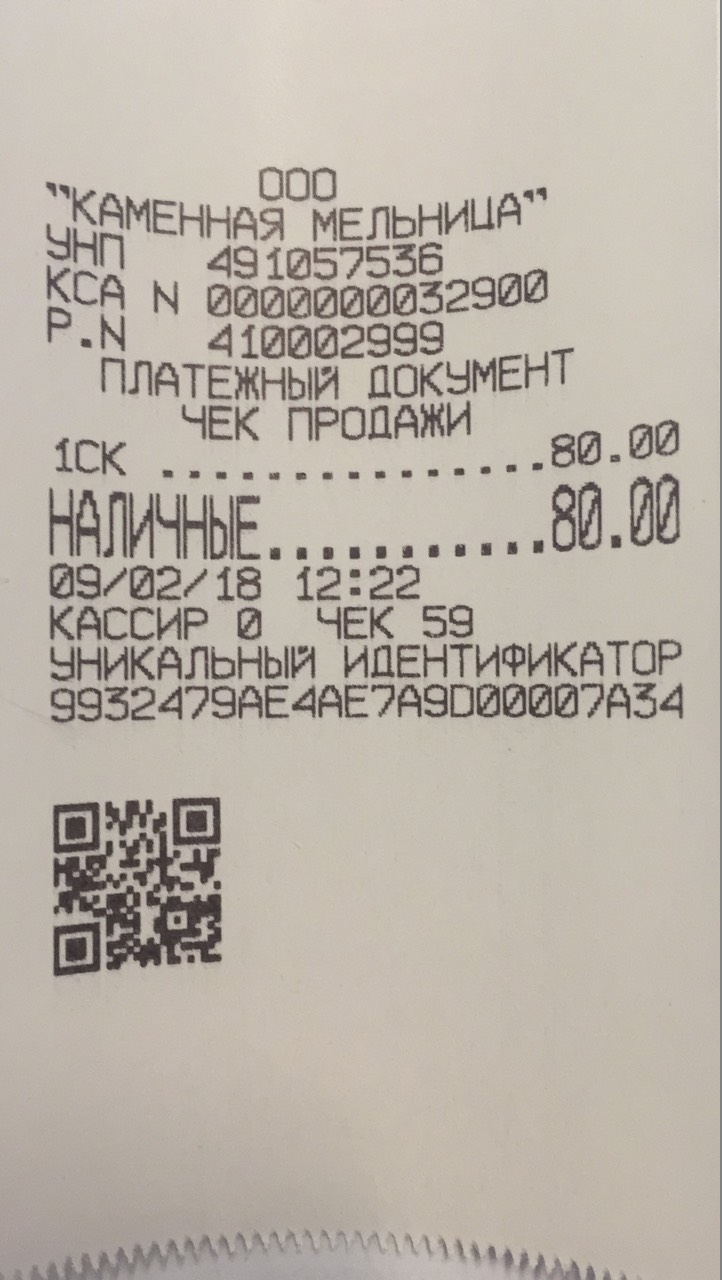 ООО
"КАМЕННАЯ МЕЛЬНИЦА"
УНП 491057536
КСА N 0000000032900
Р.N 410002999
ПЛАТЕЖНЫЙ ДОКУМЕНТ
ЧЕК ПРОДАЖИ
1СК ................80.00
НАЛИЧНЫЕ...........80.00
09/02/18 12:22
КАССИР 0 ЧЕК 59
УНИКАЛЬНЫЙ ИДЕНТИФИКАТОР
9932479AE4AE7A9D00007A34